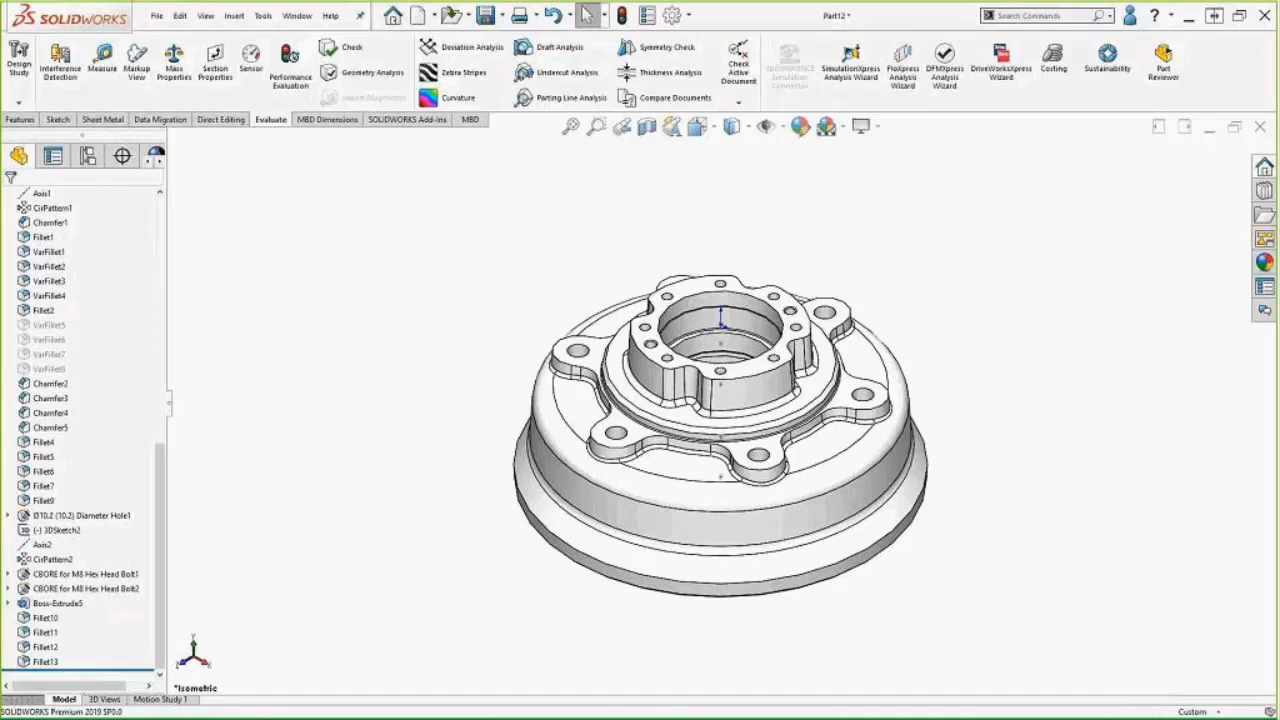 SOLIDWORKS
File Edit View Insert Tools Window Help
Part12 *
Search Commands
Design Study
Interference Detection
Measure
Markup View
Mass Properties
Section Properties
Sensor
Performance Evaluation
Check
Geometry Analysis
Import Diagnostics
Deviation Analysis
Zebra Stripes
Curvature
Draft Analysis
Undercut Analysis
Parting Line Analysis
Symmetry Check
Thickness Analysis
Compare Documents
Check Active Document
3DEXPERIENCE Simulation Connector
SimulationXpress Analysis Wizard
FloXpress Analysis Wizard
DFMXpress Analysis Wizard
DriveWorksXpress Wizard
Costing
Sustainability
Part Reviewer
Features Sketch Sheet Metal Data Migration Direct Editing Evaluate MBD Dimensions SOLIDWORKS Add-Ins MBD
Axis1
CirPattern1
Chamfer1
Fillet1
VarFillet1
VarFillet2
VarFillet3
VarFillet4
Fillet2
VarFillet5
VarFillet6
VarFillet7
VarFillet8
Chamfer2
Chamfer3
Chamfer4
Chamfer5
Fillet4
Fillet5
Fillet6
Fillet7
Fillet9
Ø10.2 (10.2) Diameter Hole1
(-) 3DSketch2
Axis2
CirPattern2
CBORE for M8 Hex Head Bolt1
CBORE for M8 Hex Head Bolt2
Boss-Extrude5
Fillet10
Fillet11
Fillet12
Fillet13
*Isometric
Model 3D Views Motion Study 1
SOLIDWORKS Premium 2019 SP0.0
Custom